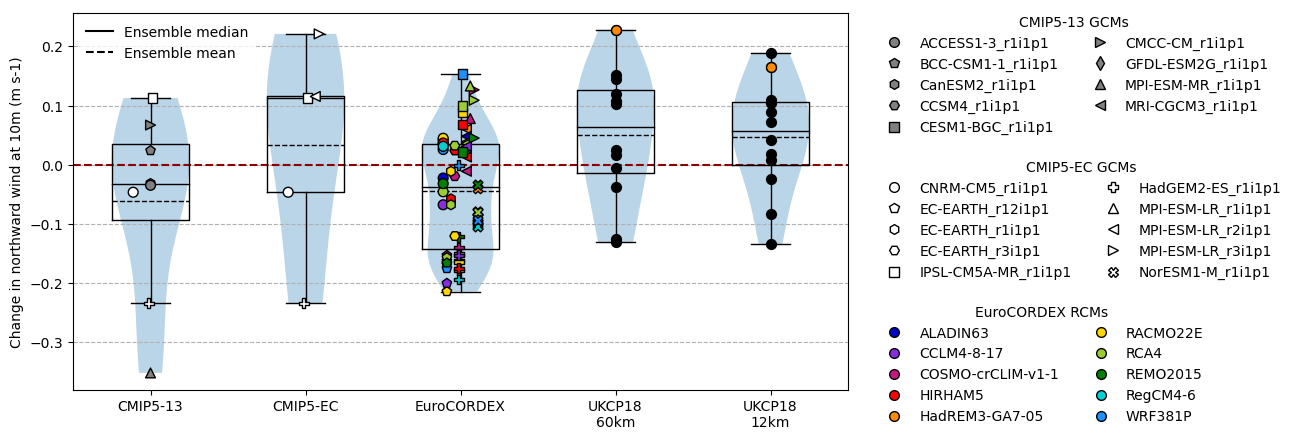 Ensemble median
Ensemble mean
Change in northward wind at 10m (m s-1)
0.2
0.1
0.0
−0.1
−0.2
−0.3
CMIP5-13
CMIP5-EC
EuroCORDEX
UKCP18
60km
UKCP18
12km
CMIP5-13 GCMs
ACCESS1-3_r1i1p1
BCC-CSM1-1_r1i1p1
CanESM2_r1i1p1
CCSM4_r1i1p1
CESM1-BGC_r1i1p1
CMCC-CM_r1i1p1
GFDL-ESM2G_r1i1p1
MPI-ESM-MR_r1i1p1
MRI-CGCM3_r1i1p1
CMIP5-EC GCMs
CNRM-CM5_r1i1p1
EC-EARTH_r12i1p1
EC-EARTH_r1i1p1
EC-EARTH_r3i1p1
IPSL-CM5A-MR_r1i1p1
HadGEM2-ES_r1i1p1
MPI-ESM-LR_r1i1p1
MPI-ESM-LR_r2i1p1
MPI-ESM-LR_r3i1p1
NorESM1-M_r1i1p1
EuroCORDEX RCMs
ALADIN63
CCLM4-8-17
COSMO-crCLIM-v1-1
HIRHAM5
HadREM3-GA7-05
RACMO22E
RCA4
REMO2015
RegCM4-6
WRF381P